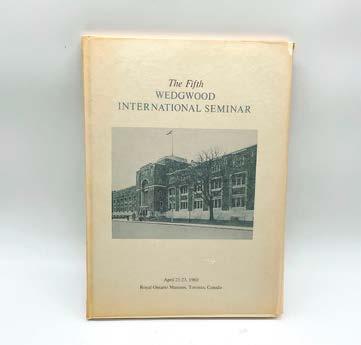 The Fifth
WEDGWOOD
INTERNATIONAL SEMINAR
April 21-23, 1960
Royal Ontario Museum, Toronto, Canada